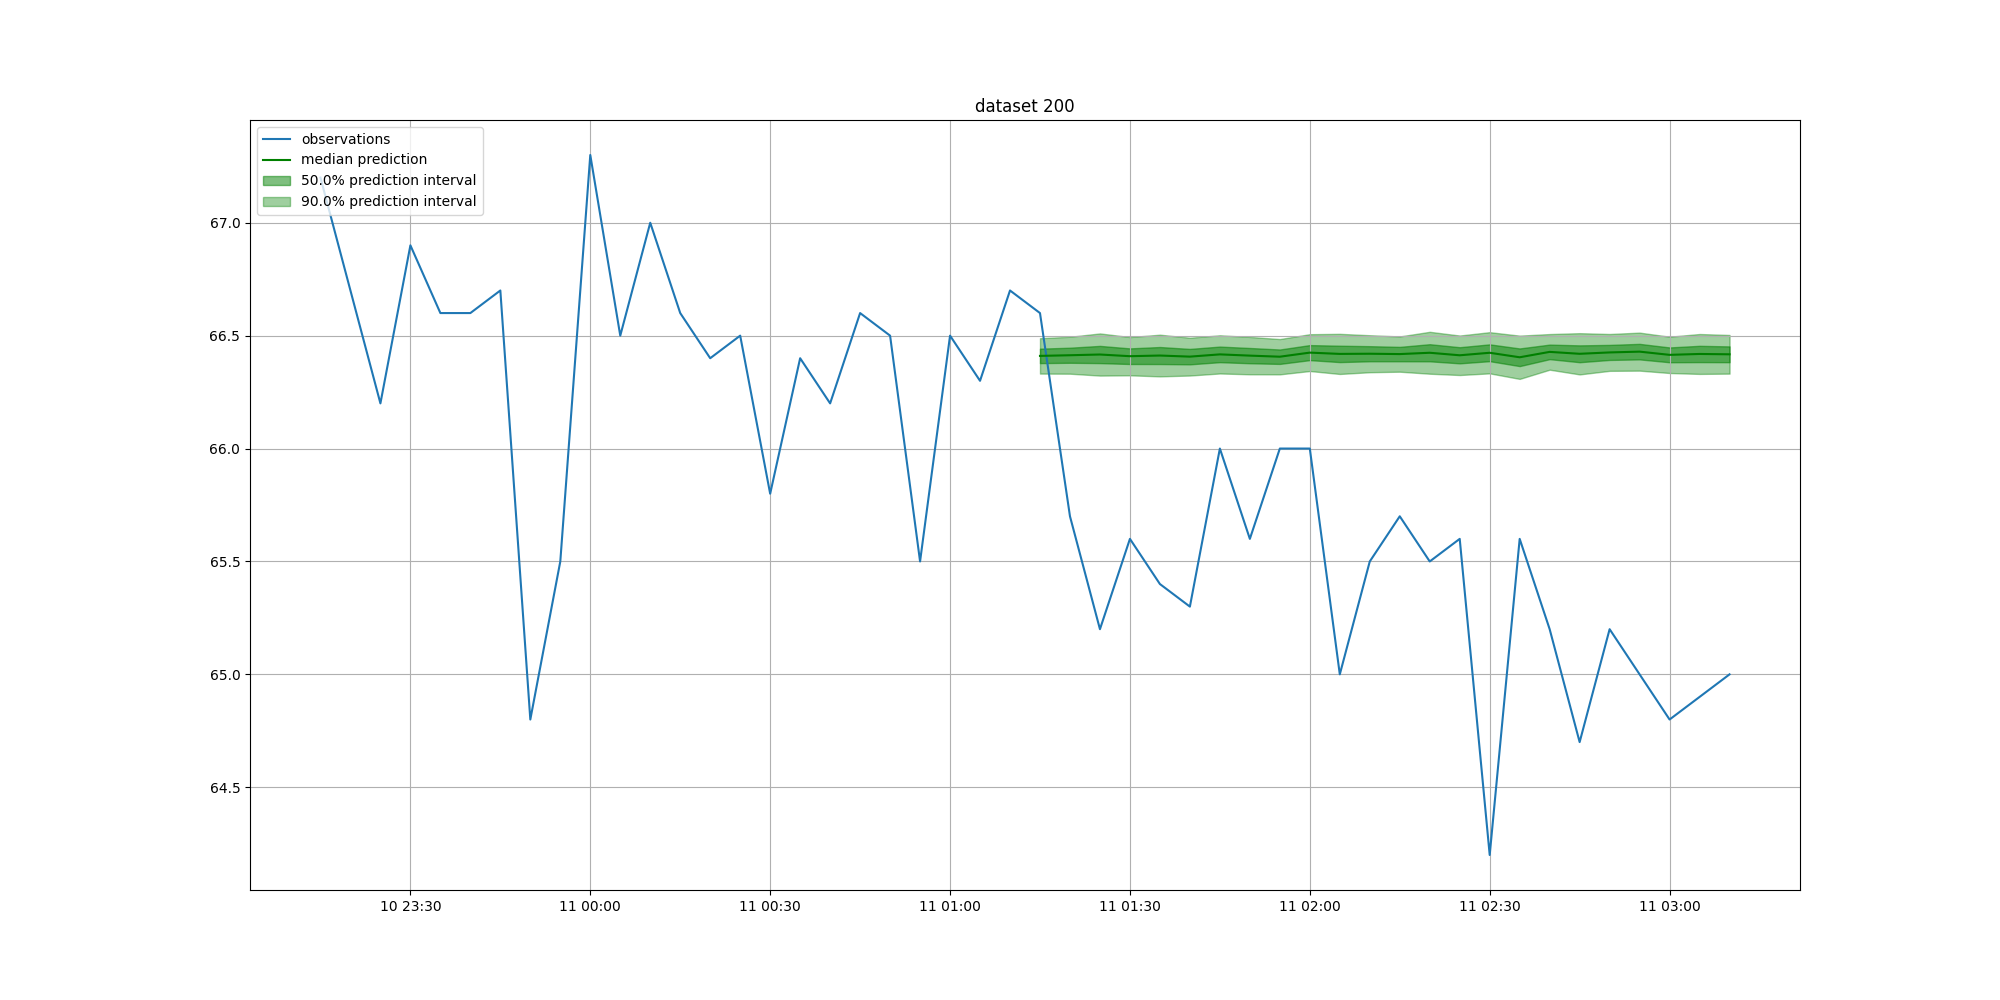 dataset 200
observations
median prediction
50.0% prediction interval
90.0% prediction interval
67.0
66.5
66.0
65.5
65.0
64.5
10 23:30
11 00:00
11 00:30
11 01:00
11 01:30
11 02:00
11 02:30
11 03:00